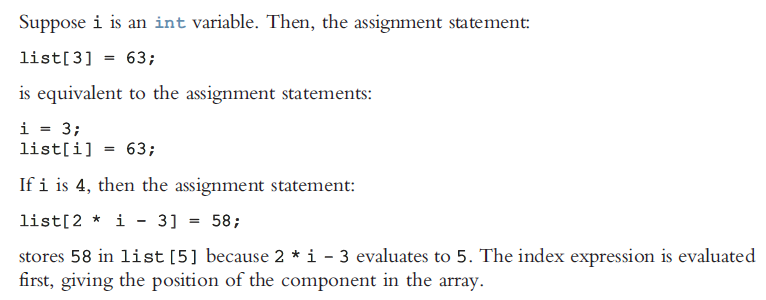 Suppose i is an int variable. Then, the assignment statement:
list[3] = 63;
is equivalent to the assignment statements:
i = 3;
list[i] = 63;
If i is 4, then the assignment statement:
list[2 * i - 3] = 58;
stores 58 in list [5] because 2 * i - 3 evaluates to 5. The index expression is evaluated
first, giving the position of the component in the array.